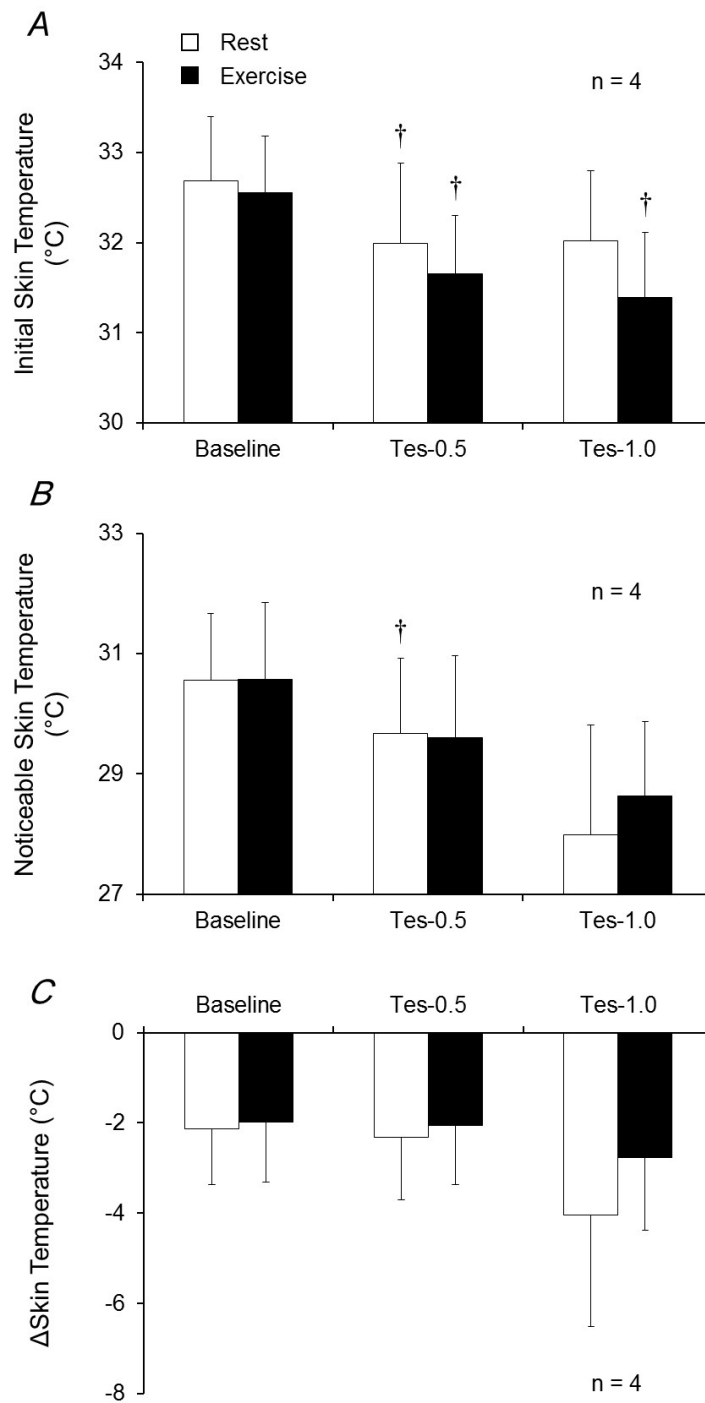 A
Rest
Exercise
n = 4
Initial Skin Temperature
(°C)
34
33
32
31
30
†
†
†
Baseline
Tes-0.5
Tes-1.0
B
n = 4
Noticeable Skin Temperature
(°C)
33
31
29
27
†
Baseline
Tes-0.5
Tes-1.0
C
Baseline
Tes-0.5
Tes-1.0
ΔSkin Temperature (°C)
0
-2
-4
-6
-8
n = 4